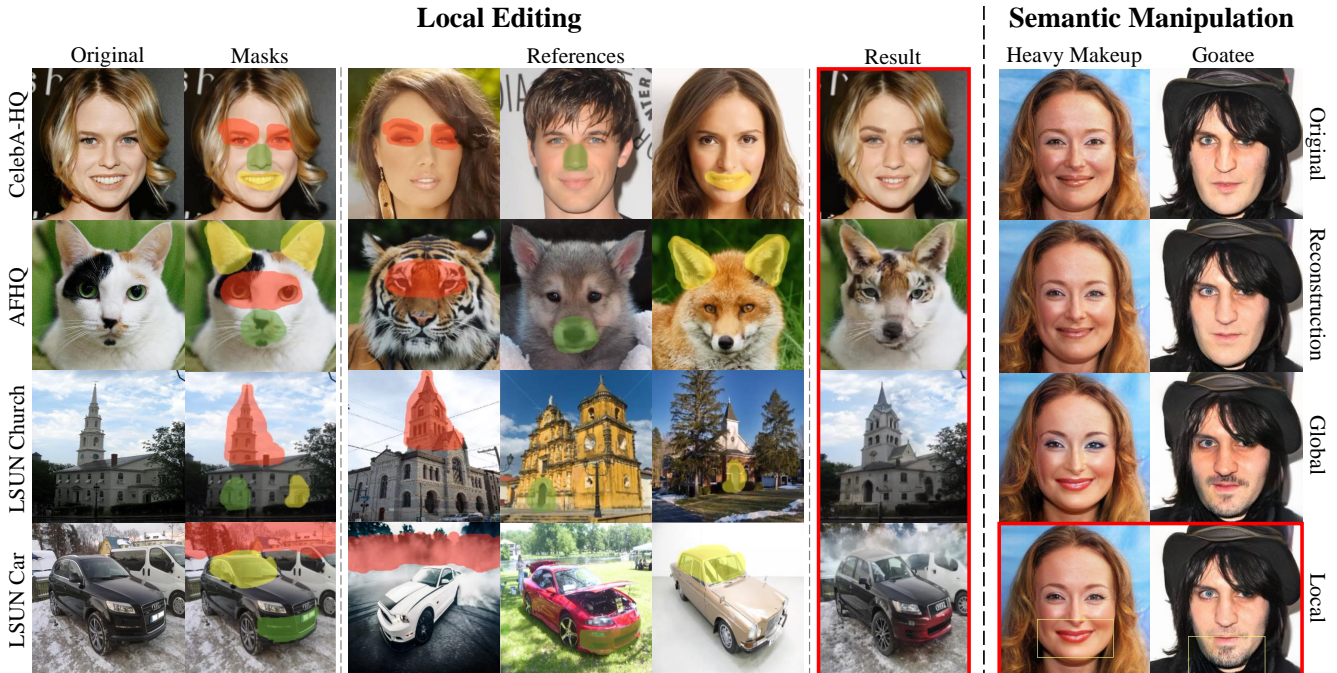 Local Editing
Semantic Manipulation
Original
Masks
References
Result
Heavy Makeup
Goatee
CelebA-HQ
AFHQ
LSUN Church
LSUN Car
Original
Reconstruction
Global
Local